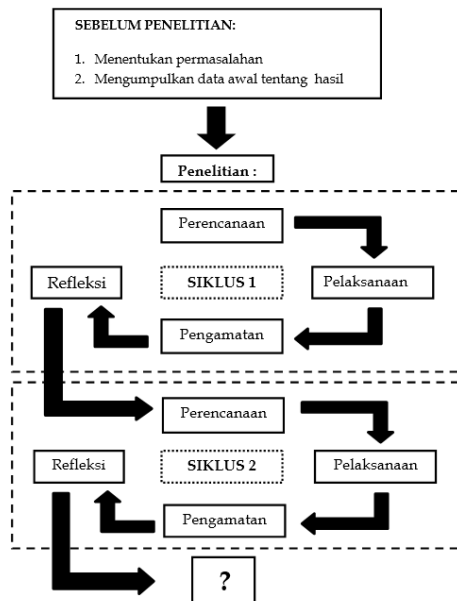 SEBELUM PENELITIAN:
1. Menentukan permasalahan
2. Mengumpulkan data awal tentang hasil
Penelitian :
Perencanaan
Refleksi
SIKLUS 1
Pelaksanaan
Pengamatan
Perencanaan
Refleksi
SIKLUS 2
Pelaksanaan
Pengamatan
?